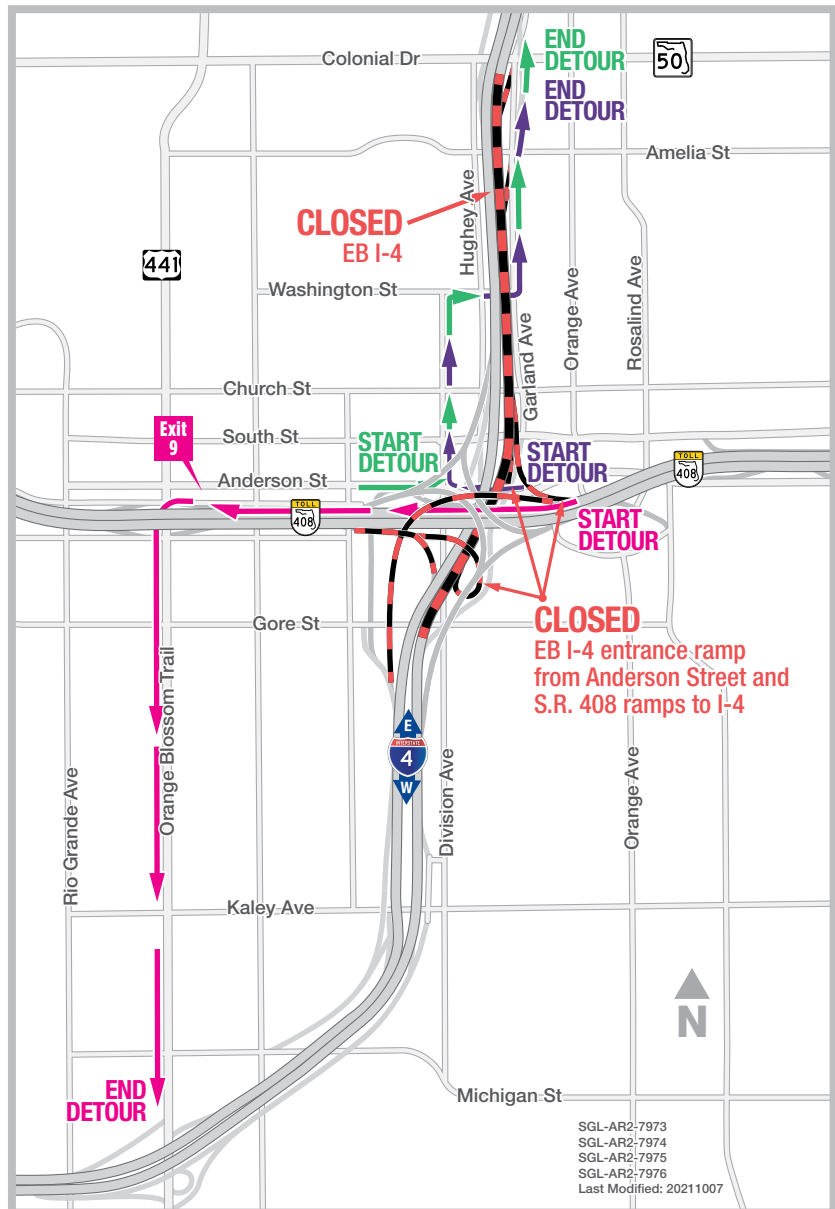 Colonial Dr
END
DETOUR
50
END
DETOUR
Amelia St
Hughey Ave
CLOSED
EB I-4
441
Washington St
Orange Ave
Rosalind Ave
Garland Ave
Church St
Exit
9
South St
START
DETOUR
START
DETOUR
Anderson St
TOLL
408
TOLL
408
START
DETOUR
CLOSED
EB I-4 entrance ramp
from Anderson Street and
S.R. 408 ramps to I-4
Gore St
Orange Blossom Trail
E
INTERSTATE
4
W
Division Ave
Orange Ave
Rio Grande Ave
Kaley Ave
N
END
DETOUR
Michigan St
SGL-AR2-7973
SGL-AR2-7974
SGL-AR2-7975
SGL-AR2-7976
Last Modified: 20211007